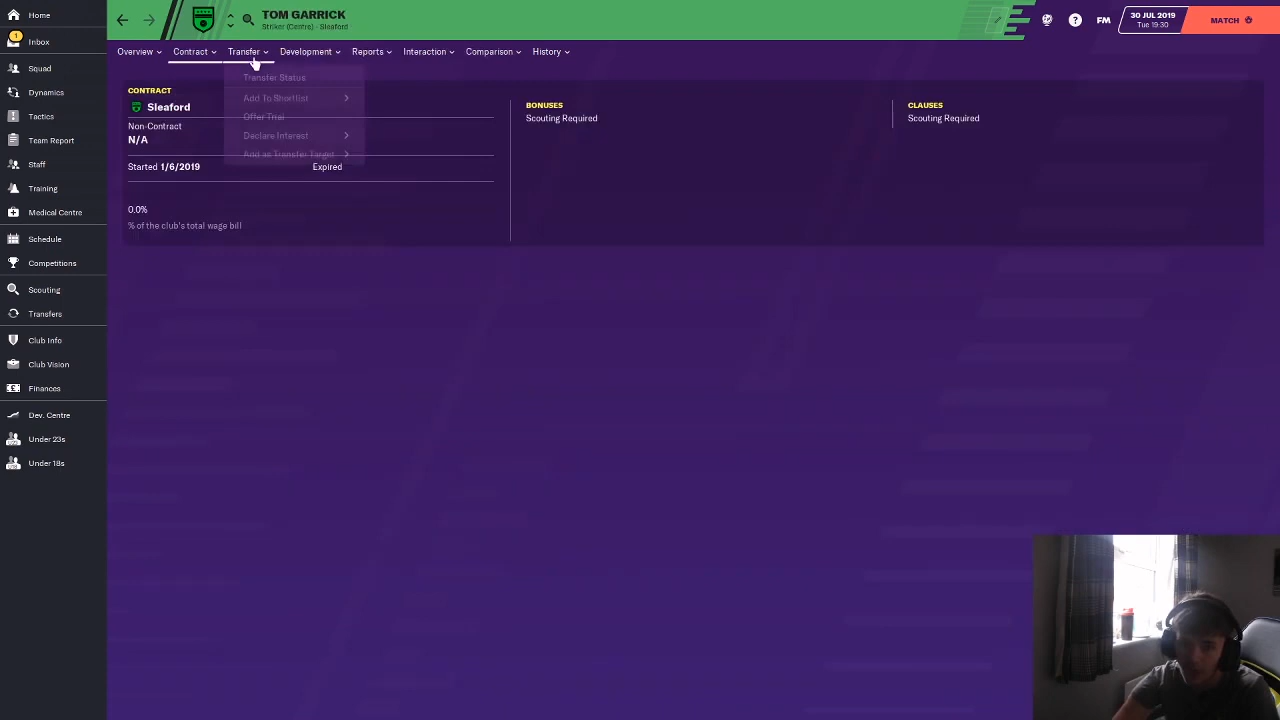 TOM GARRICK
Striker (Centre) - Sleaford
FM
30 JUL 2019
Tue 19:30
MATCH
Overview
Contract
Transfer
Development
Reports
Interaction
Comparison
History
1
Inbox
Squad
Dynamics
Tactics
Team Report
Staff
Training
Medical Centre
Schedule
Competitions
Scouting
Transfers
Club Info
Club Vision
Finances
Dev. Centre
Under 23s
Under 18s
Transfer Status
Add To Shortlist
Offer Trial
Declare Interest
Add as Transfer Target
CONTRACT
Sleaford
Non-Contract
N/A
Started 1/6/2019
Expired
0.0%
% of the club's total wage bill
BONUSES
Scouting Required
CLAUSES
Scouting Required